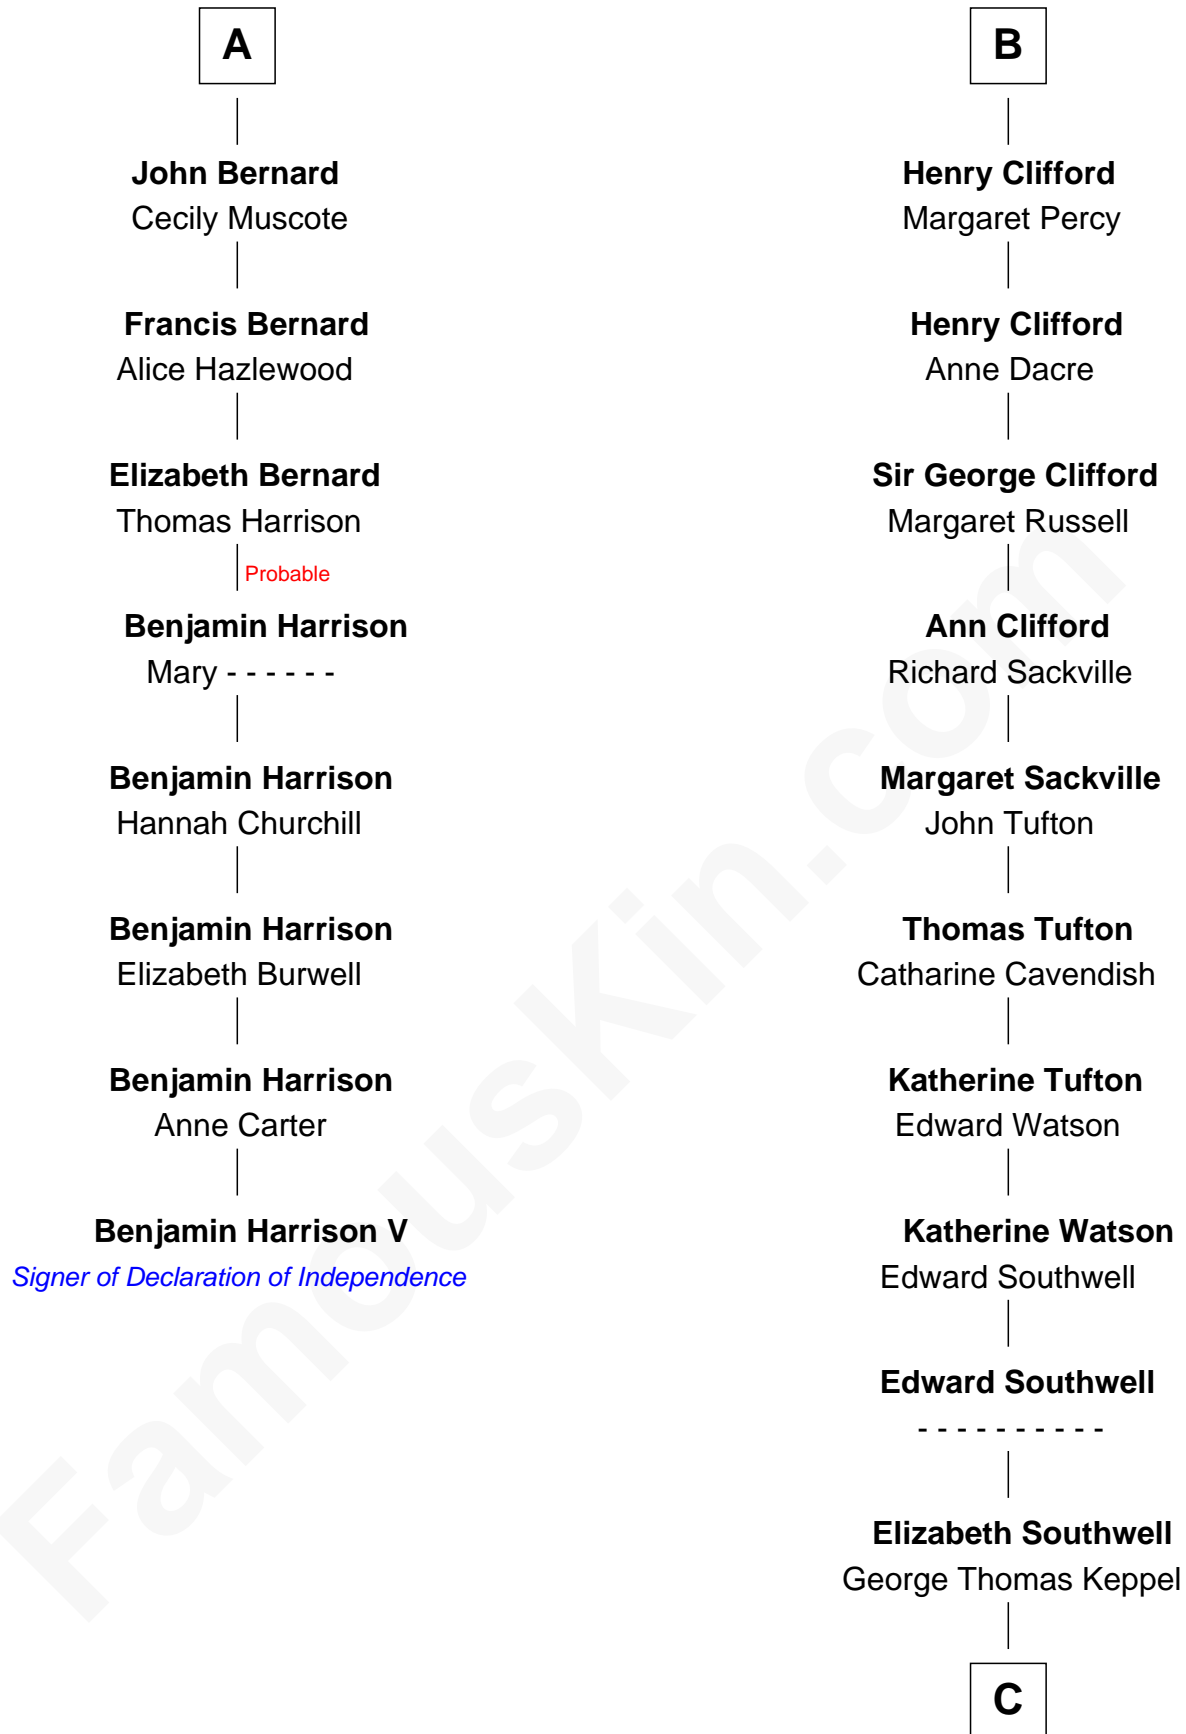 A
John Bernard
Cecily Muscote
Francis Bernard
Alice Hazlewood
Elizabeth Bernard
Thomas Harrison
Probable
Benjamin Harrison
Mary - - - - - -
Benjamin Harrison
Hannah Churchill
Benjamin Harrison
Elizabeth Burwell
Benjamin Harrison
Anne Carter
Benjamin Harrison V
Signer of Declaration of Independence
B
Henry Clifford
Margaret Percy
Henry Clifford
Anne Dacre
Sir George Clifford
Margaret Russell
Ann Clifford
Richard Sackville
Margaret Sackville
John Tufton
Thomas Tufton
Catharine Cavendish
Katherine Tufton
Edward Watson
Katherine Watson
Edward Southwell
Edward Southwell
- - - - - - - - - -
Elizabeth Southwell
George Thomas Keppel
C
FamousKin.com